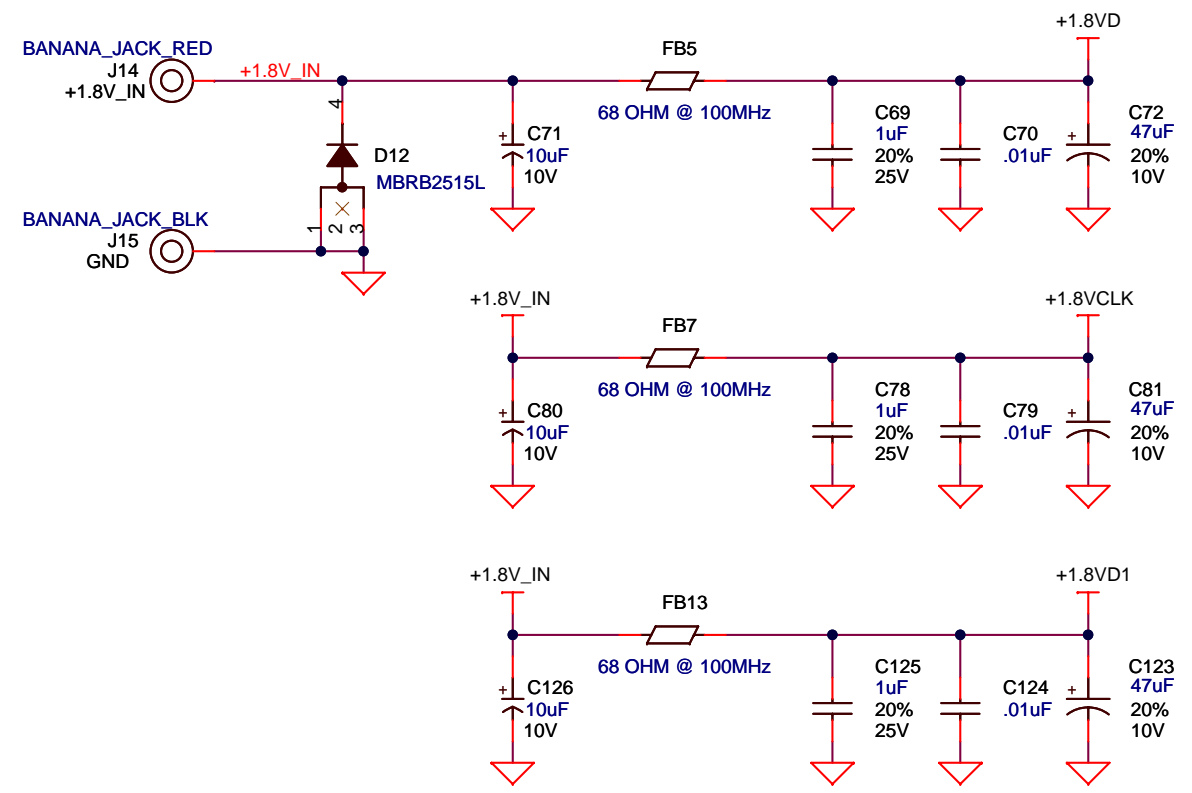 BANANA_JACK_RED
J14
+1.8V_IN
+1.8V_IN
4
D12
MBRB2515L
1
2
3
BANANA_JACK_BLK
J15
GND
+
C71
10uF
10V
FB5
68 OHM @ 100MHz
C69
1uF
20%
25V
C70
.01uF
+1.8VD
+
C72
47uF
20%
10V
+1.8V_IN
+
C80
10uF
10V
FB7
68 OHM @ 100MHz
C78
1uF
20%
25V
C79
.01uF
+1.8VCLK
+
C81
47uF
20%
10V
+1.8V_IN
+
C126
10uF
10V
FB13
68 OHM @ 100MHz
C125
1uF
20%
25V
C124
.01uF
+1.8VD1
+
C123
47uF
20%
10V